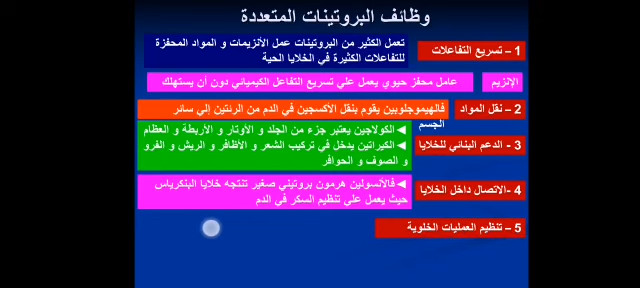 وظائف البروتينات المتعددة
1 – تسريع التفاعلات
تعمل الكثير من البروتينات عمل الأنزيمات و المواد المحفزة
للتفاعلات الكثيرة في الخلايا الحية
الإنزيم
عامل محفز حيوي يعمل علي تسريع التفاعل الكيميائي دون أن يستهلك
2 – نقل المواد
فالهيموجلوبين يقوم بنقل الأكسجين في الدم من الرئتين إلي سائر
الجسم
3 - الدعم البنائي للخلايا
◄الكولاجين يعتبر جزء من الجلد و الأوتار و الأربطة و العظام
◄الكيراتين يدخل في تركيب الشعر و الأظافر و الريش و الفرو
و الصوف و الحوافر
4 -الاتصال داخل الخلايا
◄فالأنسولين هرمون بروتيني صغير تنتجه خلايا البنكرياس
حيث يعمل علي تنظيم السكر في الدم
5 – تنظيم العمليات الخلوية